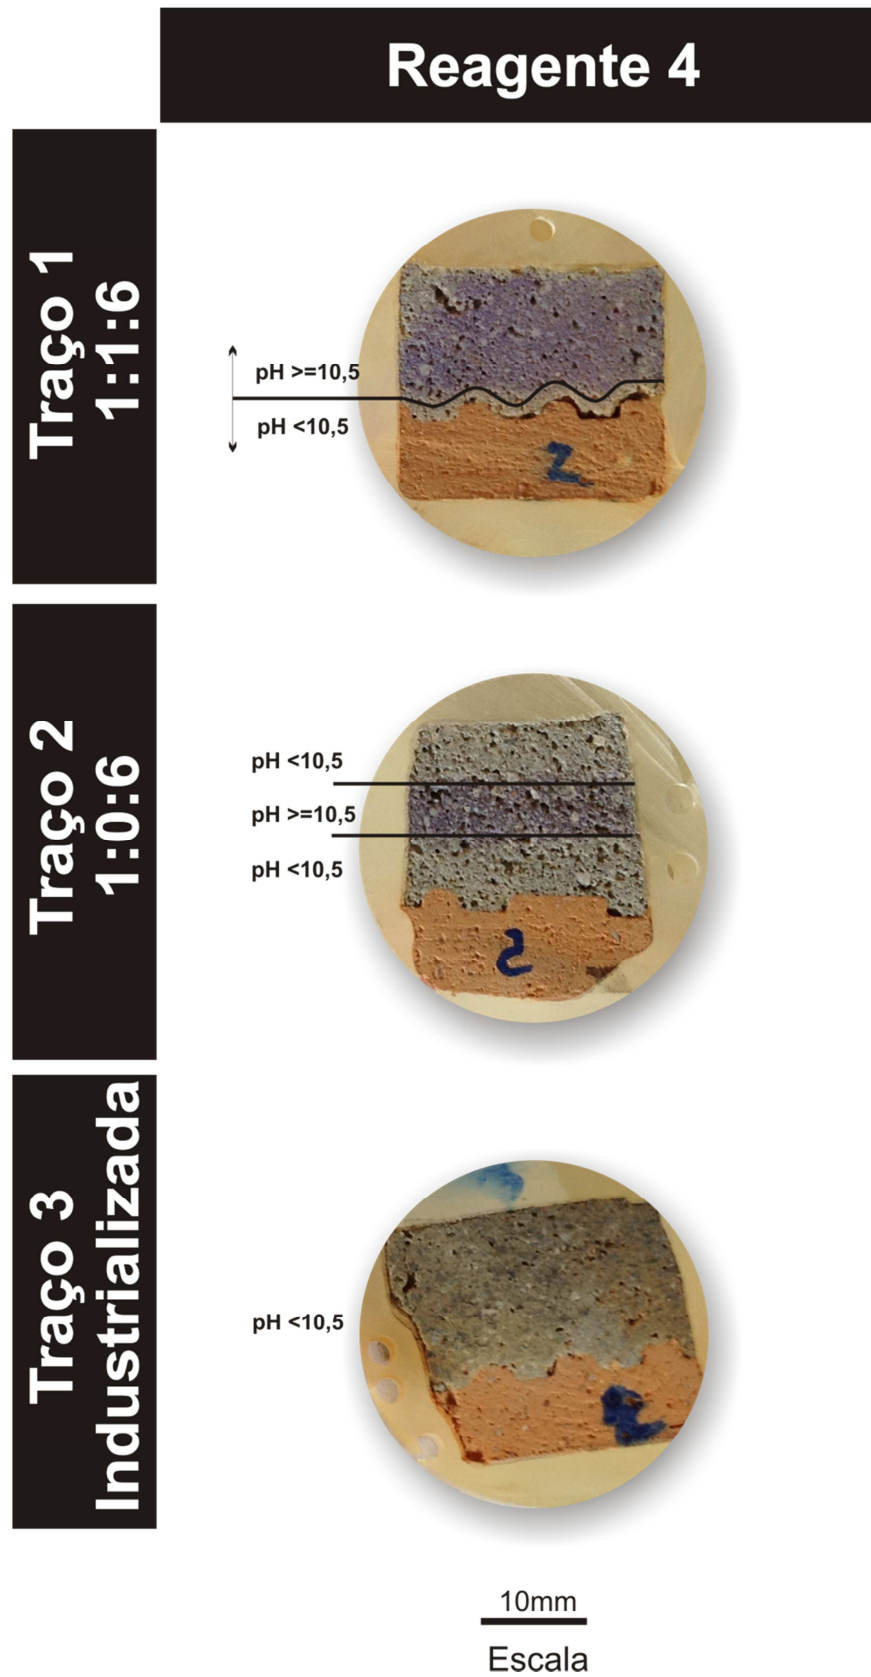 Reagente 4
Traço 1
1:1:6
pH >=10,5
pH <10,5
2
Traço 2
1:0:6
pH <10,5
pH >=10,5
pH <10,5
Traço 3
Industrializada
pH <10,5
10mm
Escala